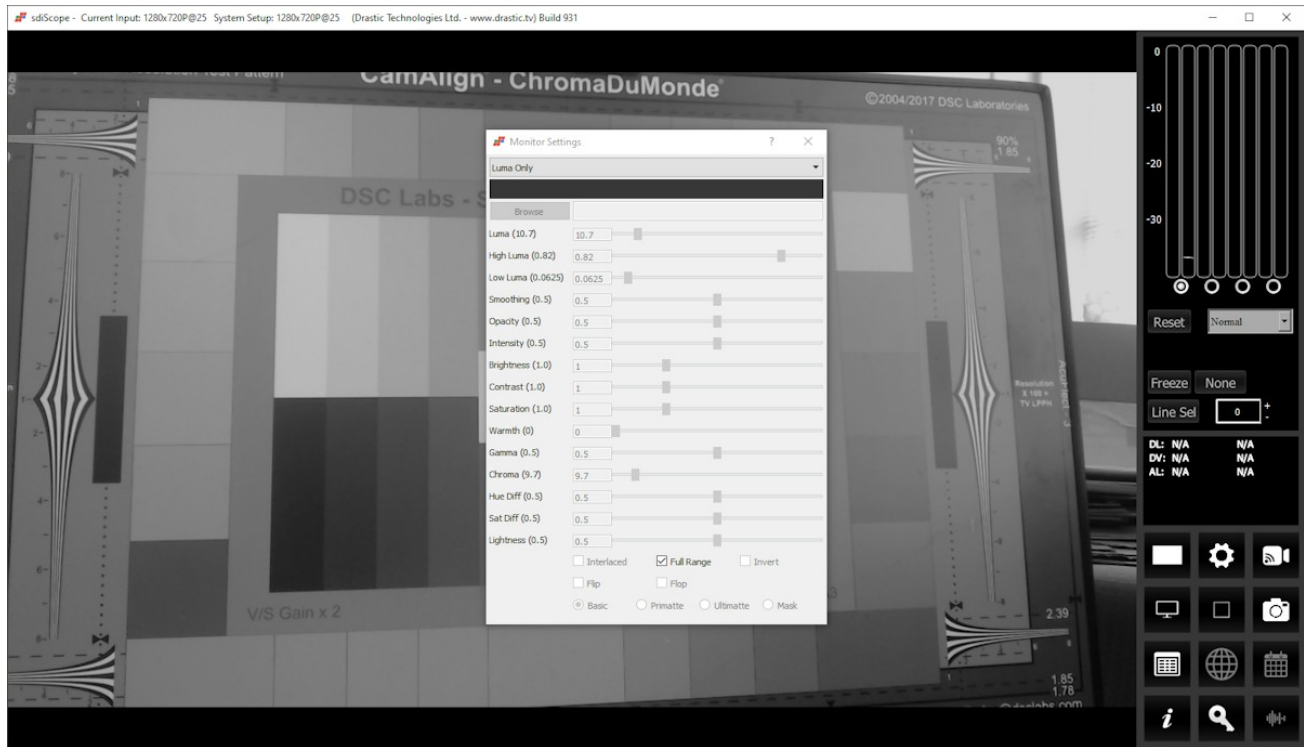 sdiScope - Current Input: 1280x720P@25 System Setup: 1280x720P@25 (Drastic Technologies Ltd. - www.drastic.tv) Build 931
CamAlign - ChromaDuMonde
©2004/2017 DSC Laboratories
90%
1.85
DSC Labs - S
V/S Gain x 2
Resolution
X 100 =
TV LPPH
2.39
1.85
1.78
Monitor Settings
?
Luma Only
Browse
Luma (10.7) 10.7
High Luma (0.82) 0.82
Low Luma (0.0625) 0.0625
Smoothing (0.5) 0.5
Opacity (0.5) 0.5
Intensity (0.5) 0.5
Brightness (1.0) 1
Contrast (1.0) 1
Saturation (1.0) 1
Warmth (0) 0
Gamma (0.5) 0.5
Chroma (9.7) 9.7
Hue Diff (0.5) 0.5
Sat Diff (0.5) 0.5
Lightness (0.5) 0.5
Interlaced Full Range Invert
Flip Flop
Basic Primatte Ultimatte Mask
0
-10
-20
-30
Reset Normal
Freeze None
Line Sel 0 + -
DL: N/A N/A
DV: N/A N/A
AL: N/A N/A
i